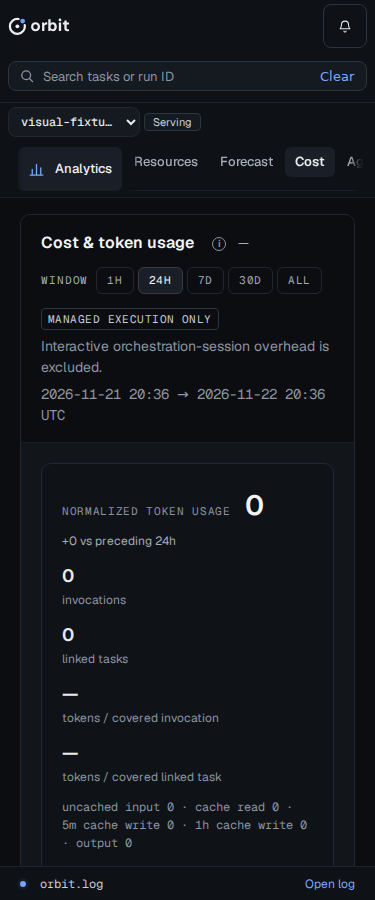 orbit
Search tasks or run ID Clear
visual-fixtu… Serving
Analytics Resources Forecast Cost Ag
Cost & token usage i —
WINDOW 1H 24H 7D 30D ALL
MANAGED EXECUTION ONLY
Interactive orchestration-session overhead is
excluded.
2026-11-21 20:36 → 2026-11-22 20:36
UTC
NORMALIZED TOKEN USAGE 0
+0 vs preceding 24h
0
invocations
0
linked tasks
—
tokens / covered invocation
—
tokens / covered linked task
uncached input 0 · cache read 0 ·
5m cache write 0 · 1h cache write 0
· output 0
orbit.log Open log